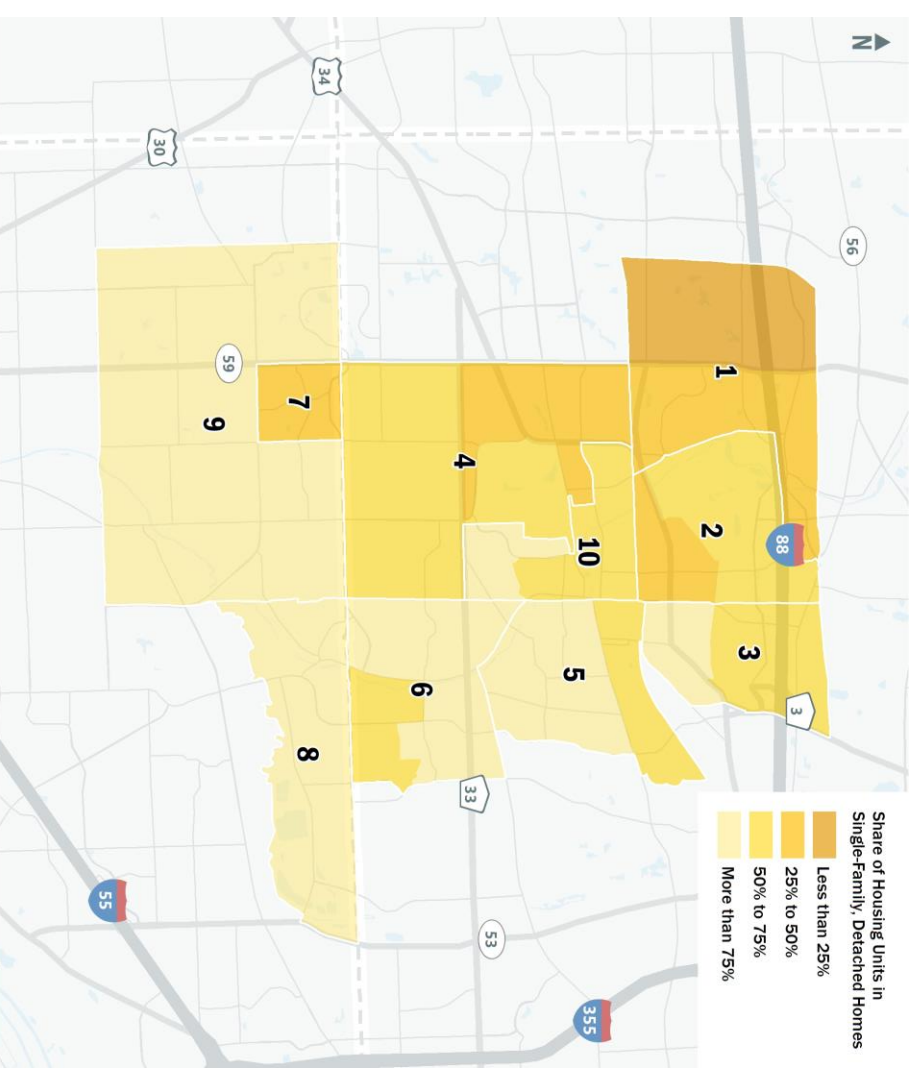 N
Share of Housing Units in
Single-Family, Detached Homes
Less than 25%
25% to 50%
50% to 75%
More than 75%
56
88
3
1
2
3
10
5
4
6
33
53
355
34
30
59
7
9
8
55